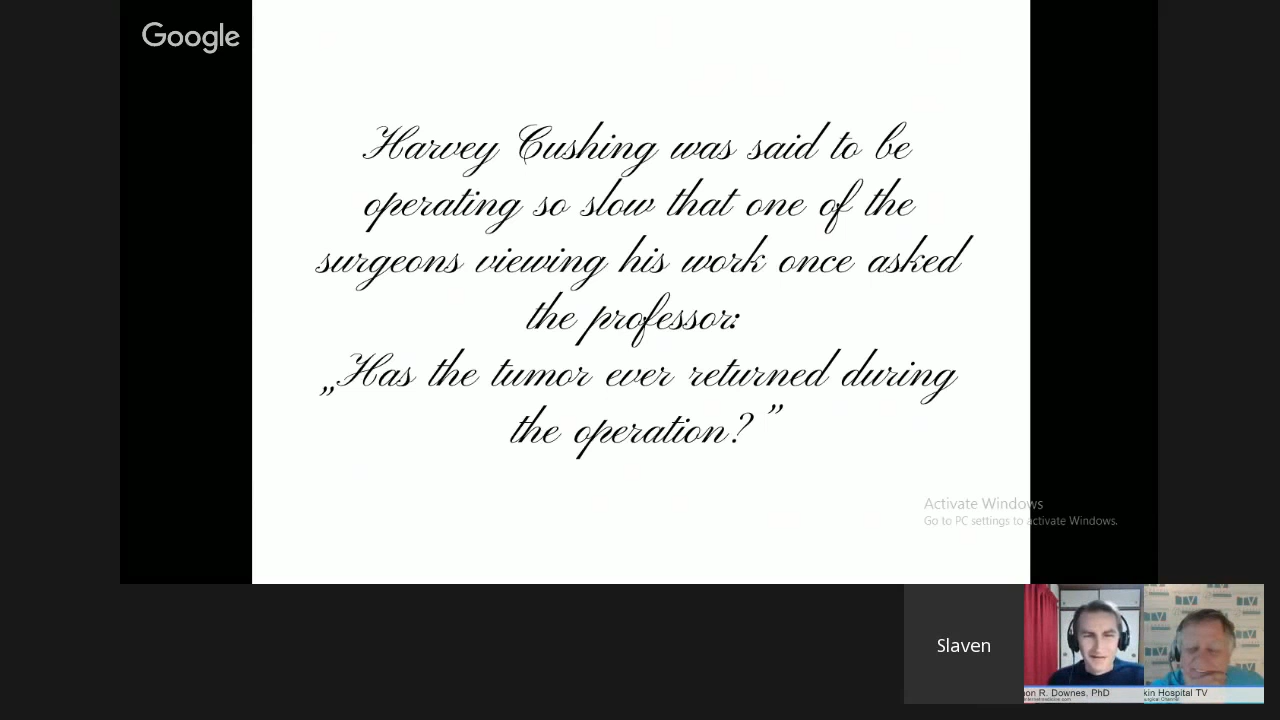 Google
Harvey Cushing was said to be
operating so slow that one of the
surgeons viewing his work once asked
the professor:
„Has the tumor ever returned during
the operation?”
Activate Windows
Go to PC settings to activate Windows.
Slaven
on R. Downes, PhD
kin Hospital TV